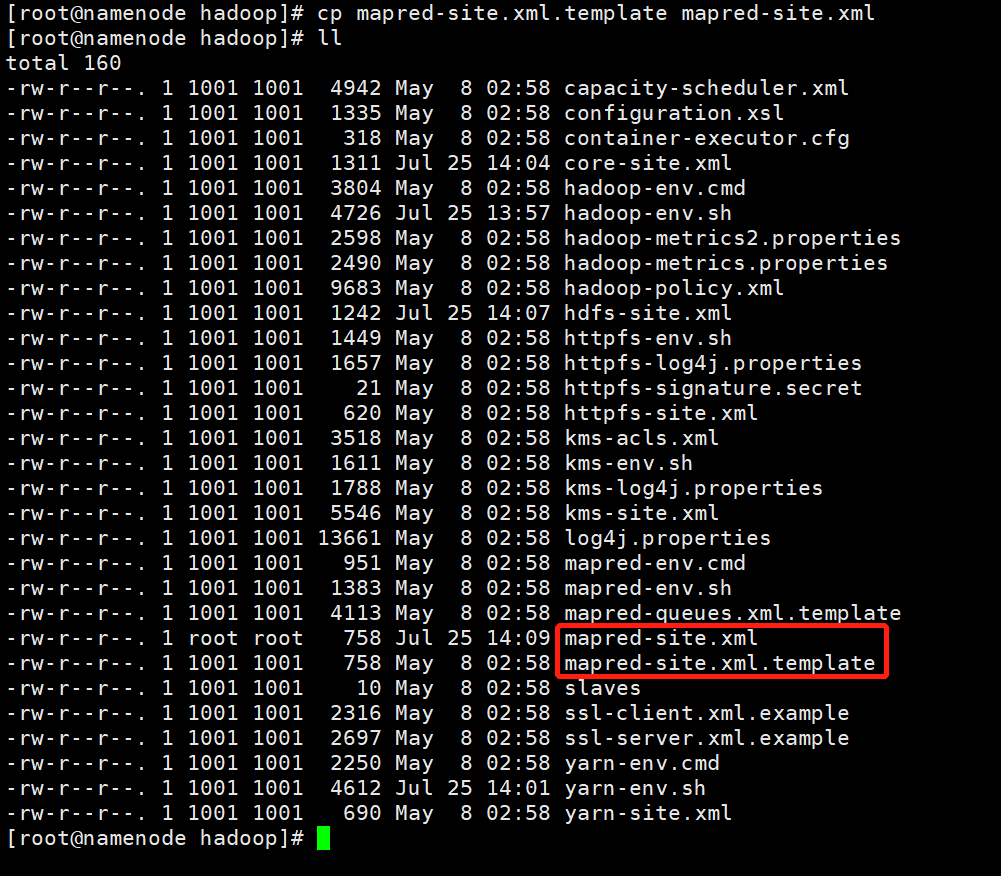 [root@namenode hadoop]# cp mapred-site.xml.template mapred-site.xml
[root@namenode hadoop]# ll
total 160
-rw-r--r--. 1 1001 1001  4942 May  8 02:58 capacity-scheduler.xml
-rw-r--r--. 1 1001 1001  1335 May  8 02:58 configuration.xsl
-rw-r--r--. 1 1001 1001   318 May  8 02:58 container-executor.cfg
-rw-r--r--. 1 1001 1001  1311 Jul 25 14:04 core-site.xml
-rw-r--r--. 1 1001 1001  3804 May  8 02:58 hadoop-env.cmd
-rw-r--r--. 1 1001 1001  4726 Jul 25 13:57 hadoop-env.sh
-rw-r--r--. 1 1001 1001  2598 May  8 02:58 hadoop-metrics2.properties
-rw-r--r--. 1 1001 1001  2490 May  8 02:58 hadoop-metrics.properties
-rw-r--r--. 1 1001 1001  9683 May  8 02:58 hadoop-policy.xml
-rw-r--r--. 1 1001 1001  1242 Jul 25 14:07 hdfs-site.xml
-rw-r--r--. 1 1001 1001  1449 May  8 02:58 httpfs-env.sh
-rw-r--r--. 1 1001 1001  1657 May  8 02:58 httpfs-log4j.properties
-rw-r--r--. 1 1001 1001    21 May  8 02:58 httpfs-signature.secret
-rw-r--r--. 1 1001 1001   620 May  8 02:58 httpfs-site.xml
-rw-r--r--. 1 1001 1001  3518 May  8 02:58 kms-acls.xml
-rw-r--r--. 1 1001 1001  1611 May  8 02:58 kms-env.sh
-rw-r--r--. 1 1001 1001  1788 May  8 02:58 kms-log4j.properties
-rw-r--r--. 1 1001 1001  5546 May  8 02:58 kms-site.xml
-rw-r--r--. 1 1001 1001 13661 May  8 02:58 log4j.properties
-rw-r--r--. 1 1001 1001   951 May  8 02:58 mapred-env.cmd
-rw-r--r--. 1 1001 1001  1383 May  8 02:58 mapred-env.sh
-rw-r--r--. 1 1001 1001  4113 May  8 02:58 mapred-queues.xml.template
-rw-r--r--. 1 root root   758 Jul 25 14:09 mapred-site.xml
-rw-r--r--. 1 1001 1001   758 May  8 02:58 mapred-site.xml.template
-rw-r--r--. 1 1001 1001    10 May  8 02:58 slaves
-rw-r--r--. 1 1001 1001  2316 May  8 02:58 ssl-client.xml.example
-rw-r--r--. 1 1001 1001  2697 May  8 02:58 ssl-server.xml.example
-rw-r--r--. 1 1001 1001  2250 May  8 02:58 yarn-env.cmd
-rw-r--r--. 1 1001 1001  4612 Jul 25 14:01 yarn-env.sh
-rw-r--r--. 1 1001 1001   690 May  8 02:58 yarn-site.xml
[root@namenode hadoop]#